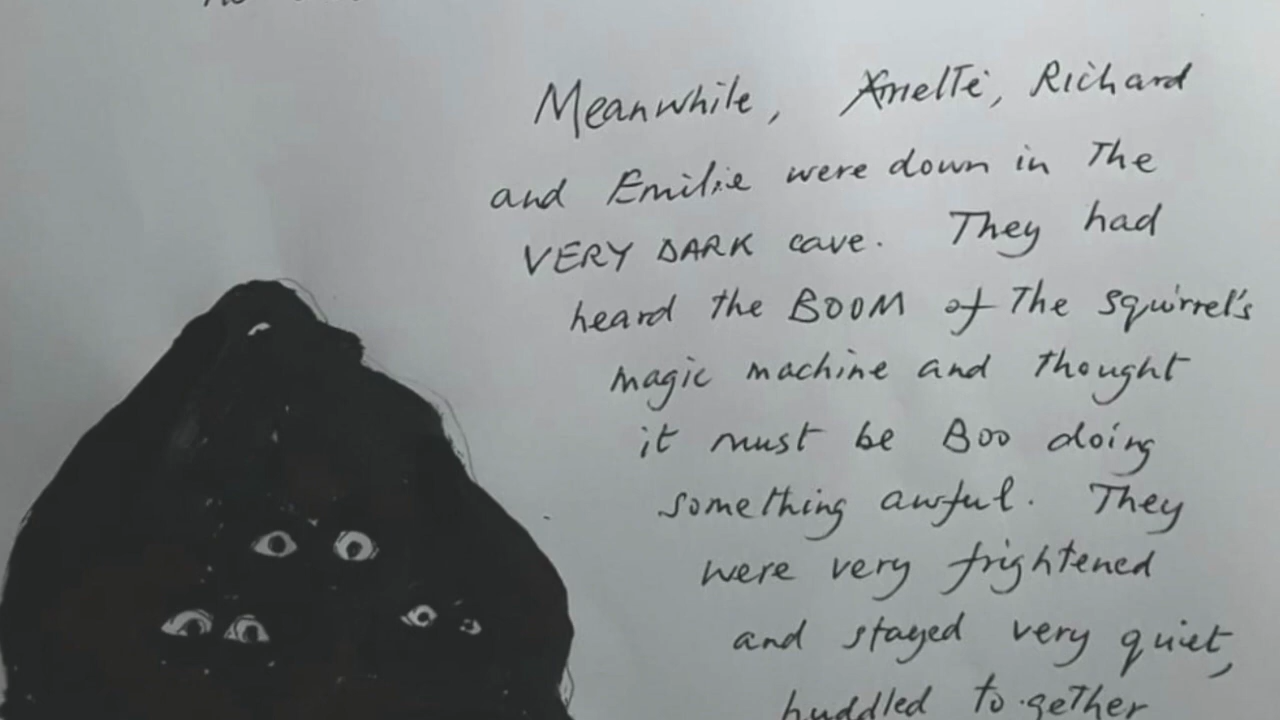 Meanwhile, Arielle, Richard
and Emilie were down in The
VERY DARK cave. They had
heard the BOOM of The squirrel's
magic machine and thought
it must be Boo doing
something awful. They
were very frightened
and stayed very quiet,
huddled together